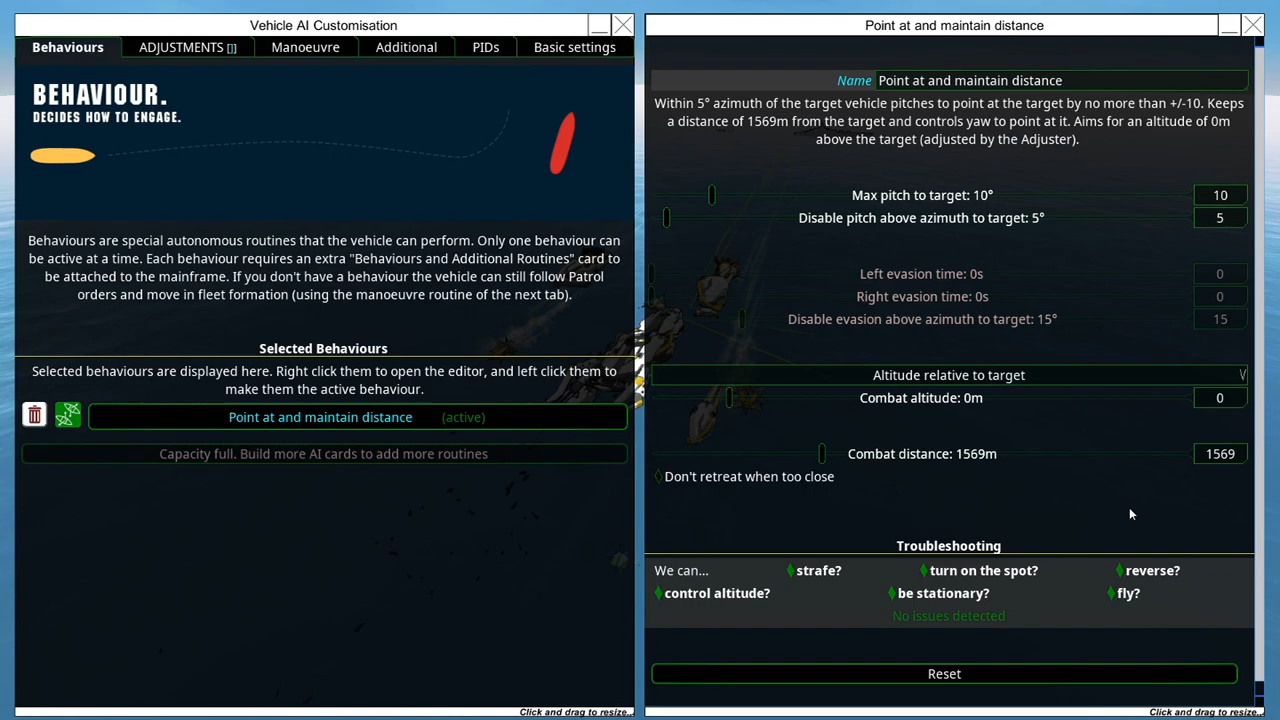 Vehicle AI Customisation
Behaviours
ADJUSTMENTS []
Manoeuvre
Additional
PIDs
Basic settings
BEHAVIOUR.
DECIDES HOW TO ENGAGE.
Behaviours are special autonomous routines that the vehicle can perform. Only one behaviour can
be active at a time. Each behaviour requires an extra "Behaviours and Additional Routines" card to
be attached to the mainframe. If you don't have a behaviour the vehicle can still follow Patrol
orders and move in fleet formation (using the manoeuvre routine of the next tab).
Selected Behaviours
Selected behaviours are displayed here. Right click them to open the editor, and left click them to
make them the active behaviour.
Point at and maintain distance (active)
Capacity full. Build more AI cards to add more routines
Click and drag to resize...
Point at and maintain distance
Name Point at and maintain distance
Within 5° azimuth of the target vehicle pitches to point at the target by no more than +/-10. Keeps
a distance of 1569m from the target and controls yaw to point at it. Aims for an altitude of 0m
above the target (adjusted by the Adjuster).
Max pitch to target: 10° 10
Disable pitch above azimuth to target: 5° 5
Left evasion time: 0s 0
Right evasion time: 0s 0
Disable evasion above azimuth to target: 15° 15
Altitude relative to target
Combat altitude: 0m 0
Combat distance: 1569m 1569
Don't retreat when too close
Troubleshooting
We can... strafe? turn on the spot? reverse?
control altitude? be stationary? fly?
No issues detected
Reset
Click and drag to resize...